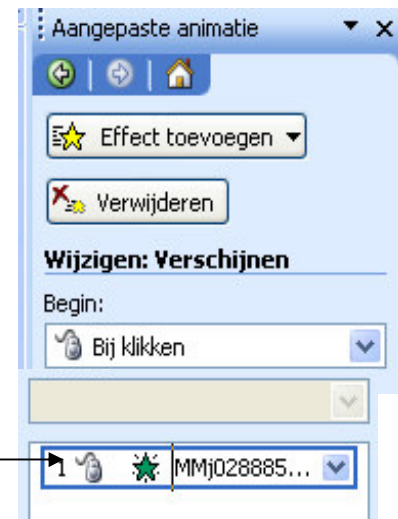 Aangepaste animatie
Effect toevoegen
Verwijderen
Wijzigen: Verschijnen
Begin:
Bij klikken
1 MMj028885...